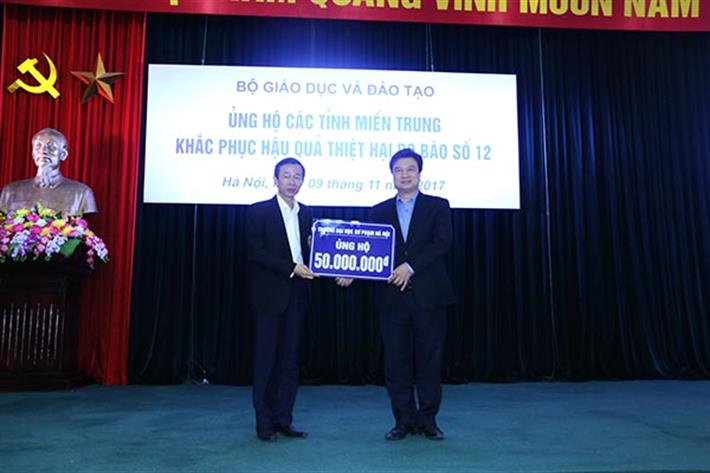 QUANG VINH MUÔN NĂM
BỘ GIÁO DỤC VÀ ĐÀO TẠO
ỦNG HỘ CÁC TỈNH MIỀN TRUNG
KHẮC PHỤC HẬU QUẢ THIỆT HẠI DO BÃO SỐ 12
Hà Nội, 09 tháng 11 2017
TRƯỜNG ĐẠI HỌC SƯ PHẠM HÀ NỘI
ỦNG HỘ
50.000.000đ